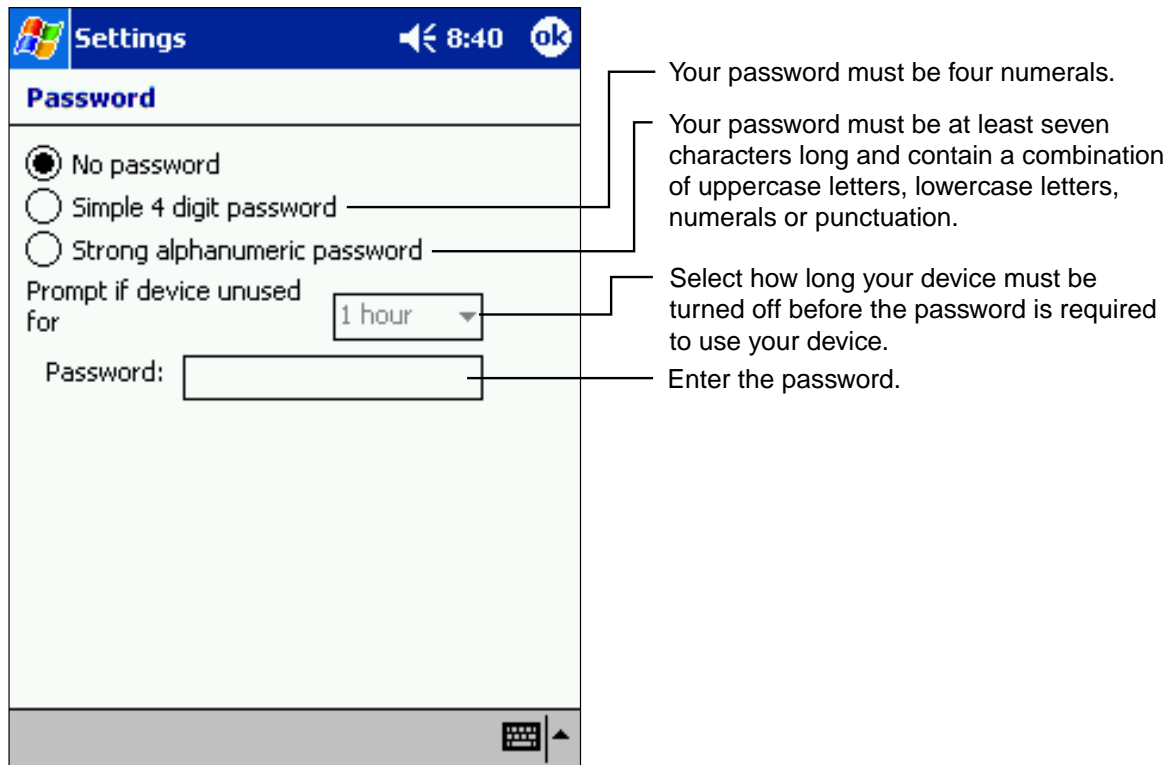 Settings 8:40 ok
Password
No password
Simple 4 digit password
Strong alphanumeric password
Prompt if device unused
for
1 hour
Password:
Your password must be four numerals.
Your password must be at least seven
characters long and contain a combination
of uppercase letters, lowercase letters,
numerals or punctuation.
Select how long your device must be
turned off before the password is required
to use your device.
Enter the password.